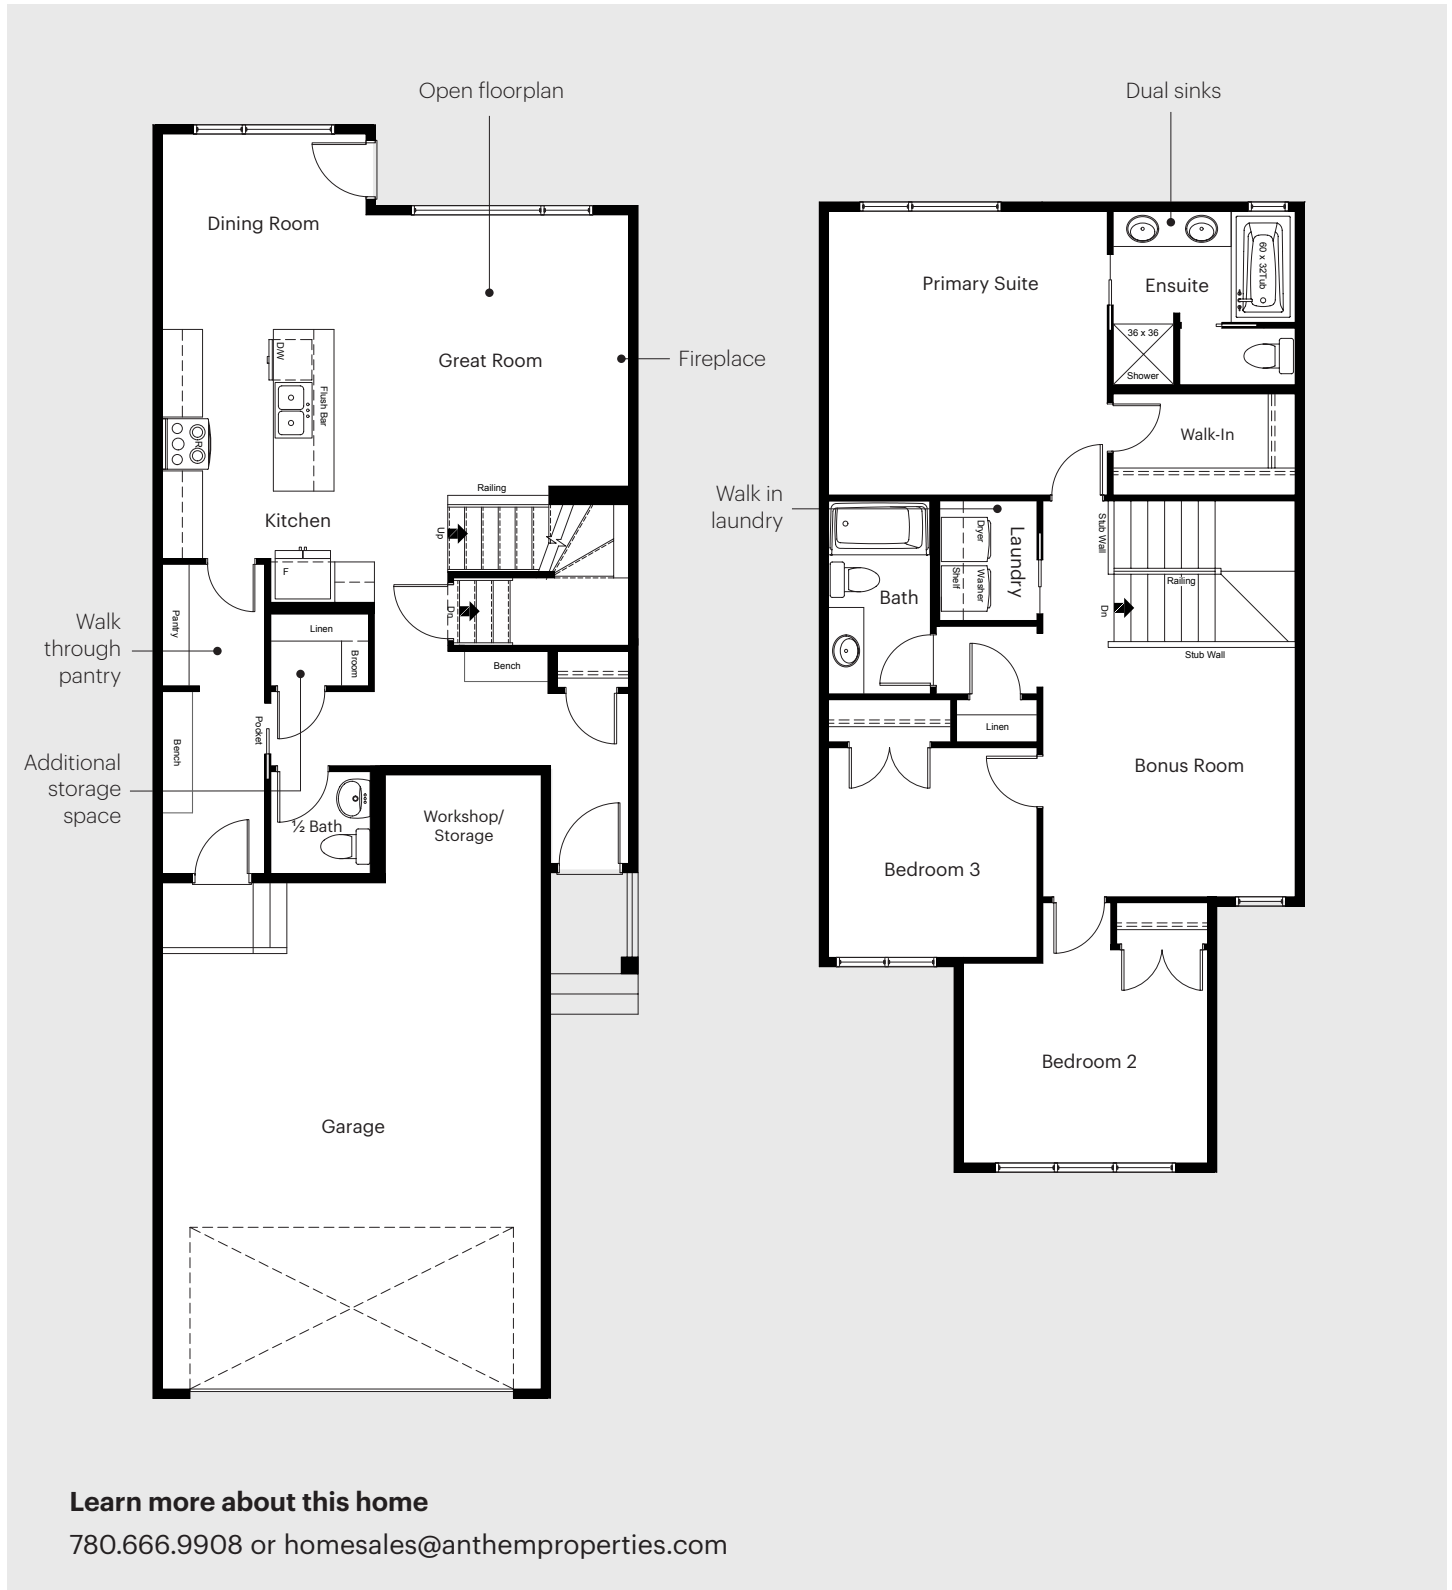 Open floorplan
Dining Room
D/W
Flush Bar
Great Room
Fireplace
R
Kitchen
Railing
Up
F
Dn
Pantry
Linen
Broom
Bench
Walk
through
pantry
Bench
Pocket
Additional
storage
space
½ Bath
Workshop/
Storage
Garage
Dual sinks
Primary Suite
Ensuite
60 x 32Tub
36 x 36
Shower
Walk-In
Walk in
laundry
Dryer
Washer
Shelf
Laundry
Bath
Stub Wall
Railing
Dn
Stub Wall
Linen
Bonus Room
Bedroom 3
Bedroom 2
Learn more about this home
780.666.9908 or homesales@anthemproperties.com